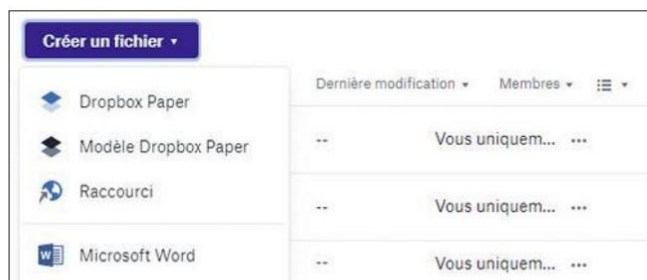 Créer un fichier
Dernière modification Membres
Dropbox Paper
Modèle Dropbox Paper
-- Vous uniquem... ...
Raccourci
-- Vous uniquem... ...
Microsoft Word
-- Vous uniquem... ...